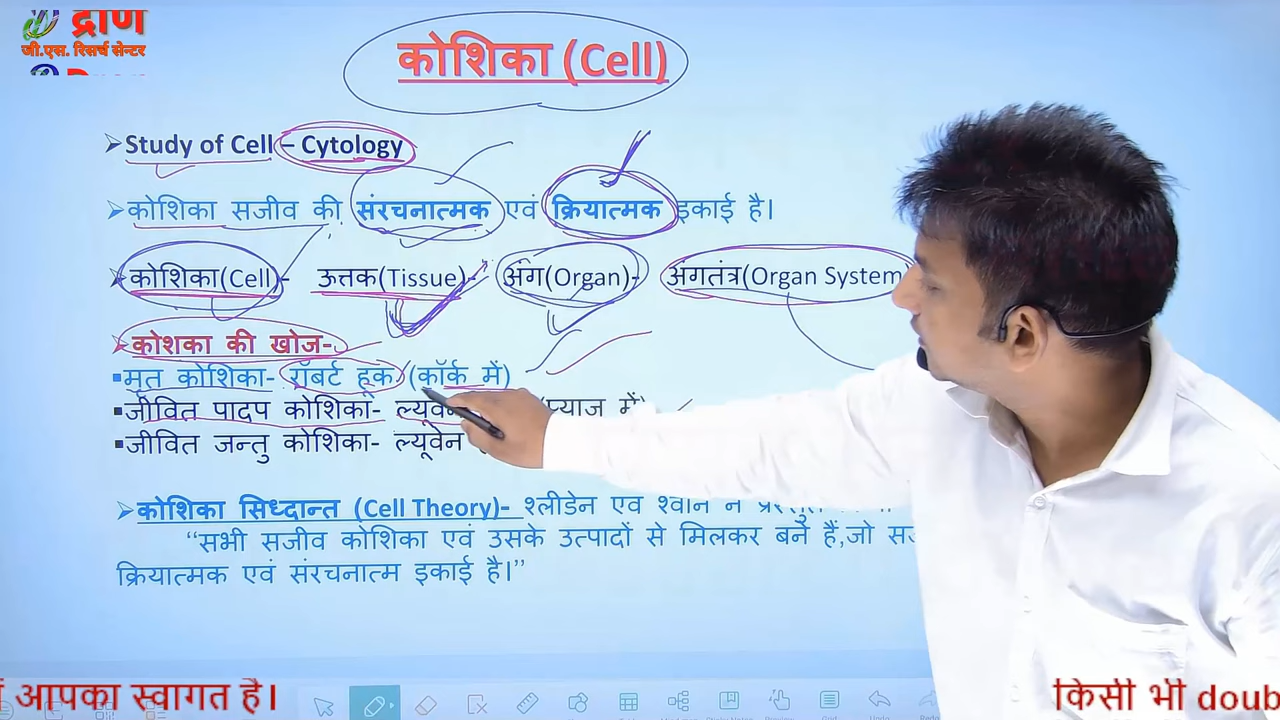 द्राण
जी.एस. रिसर्च सेन्टर
कोशिका (Cell)
Study of Cell – Cytology
कोशिका सजीव की संरचनात्मक एवं क्रियात्मक इकाई है।
कोशिका(Cell)- ऊत्तक(Tissue)- अंग(Organ)- अंगतंत्र(Organ System
कोशका की खोज-
मृत कोशिका- रॉबर्ट हूक (कॉर्क में)
जीवित पादप कोशिका- ल्यूवेन (प्याज में)
जीवित जन्तु कोशिका- ल्यूवेन
कोशिका सिध्दान्त (Cell Theory)- श्लीडेन एवं श्वान ने
“सभी सजीव कोशिका एवं उसके उत्पादों से मिलकर बने हैं,जो
क्रियात्मक एवं संरचनात्म इकाई है।”
आपका स्वागत है।
किसी भी doub